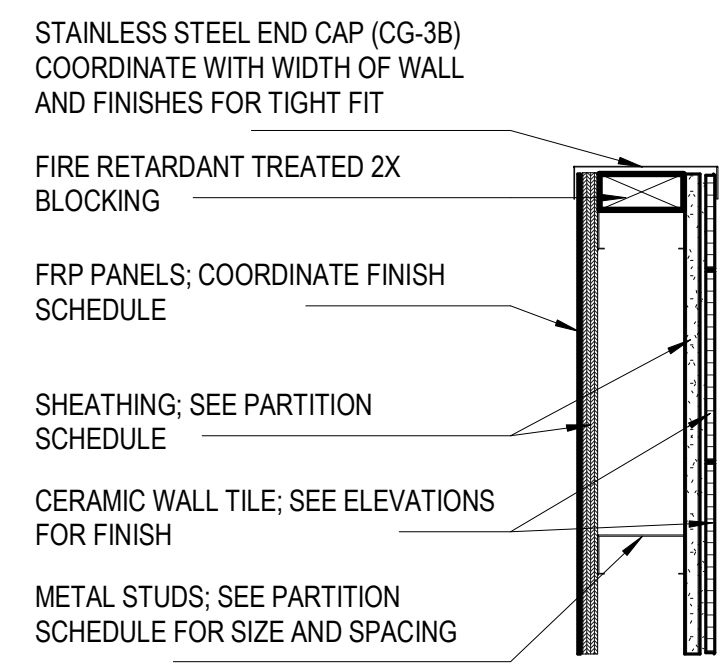 STAINLESS STEEL END CAP (CG-3B)
COORDINATE WITH WIDTH OF WALL
AND FINISHES FOR TIGHT FIT
FIRE RETARDANT TREATED 2X
BLOCKING
FRP PANELS; COORDINATE FINISH
SCHEDULE
SHEATHING; SEE PARTITION
SCHEDULE
CERAMIC WALL TILE; SEE ELEVATIONS
FOR FINISH
METAL STUDS; SEE PARTITION
SCHEDULE FOR SIZE AND SPACING